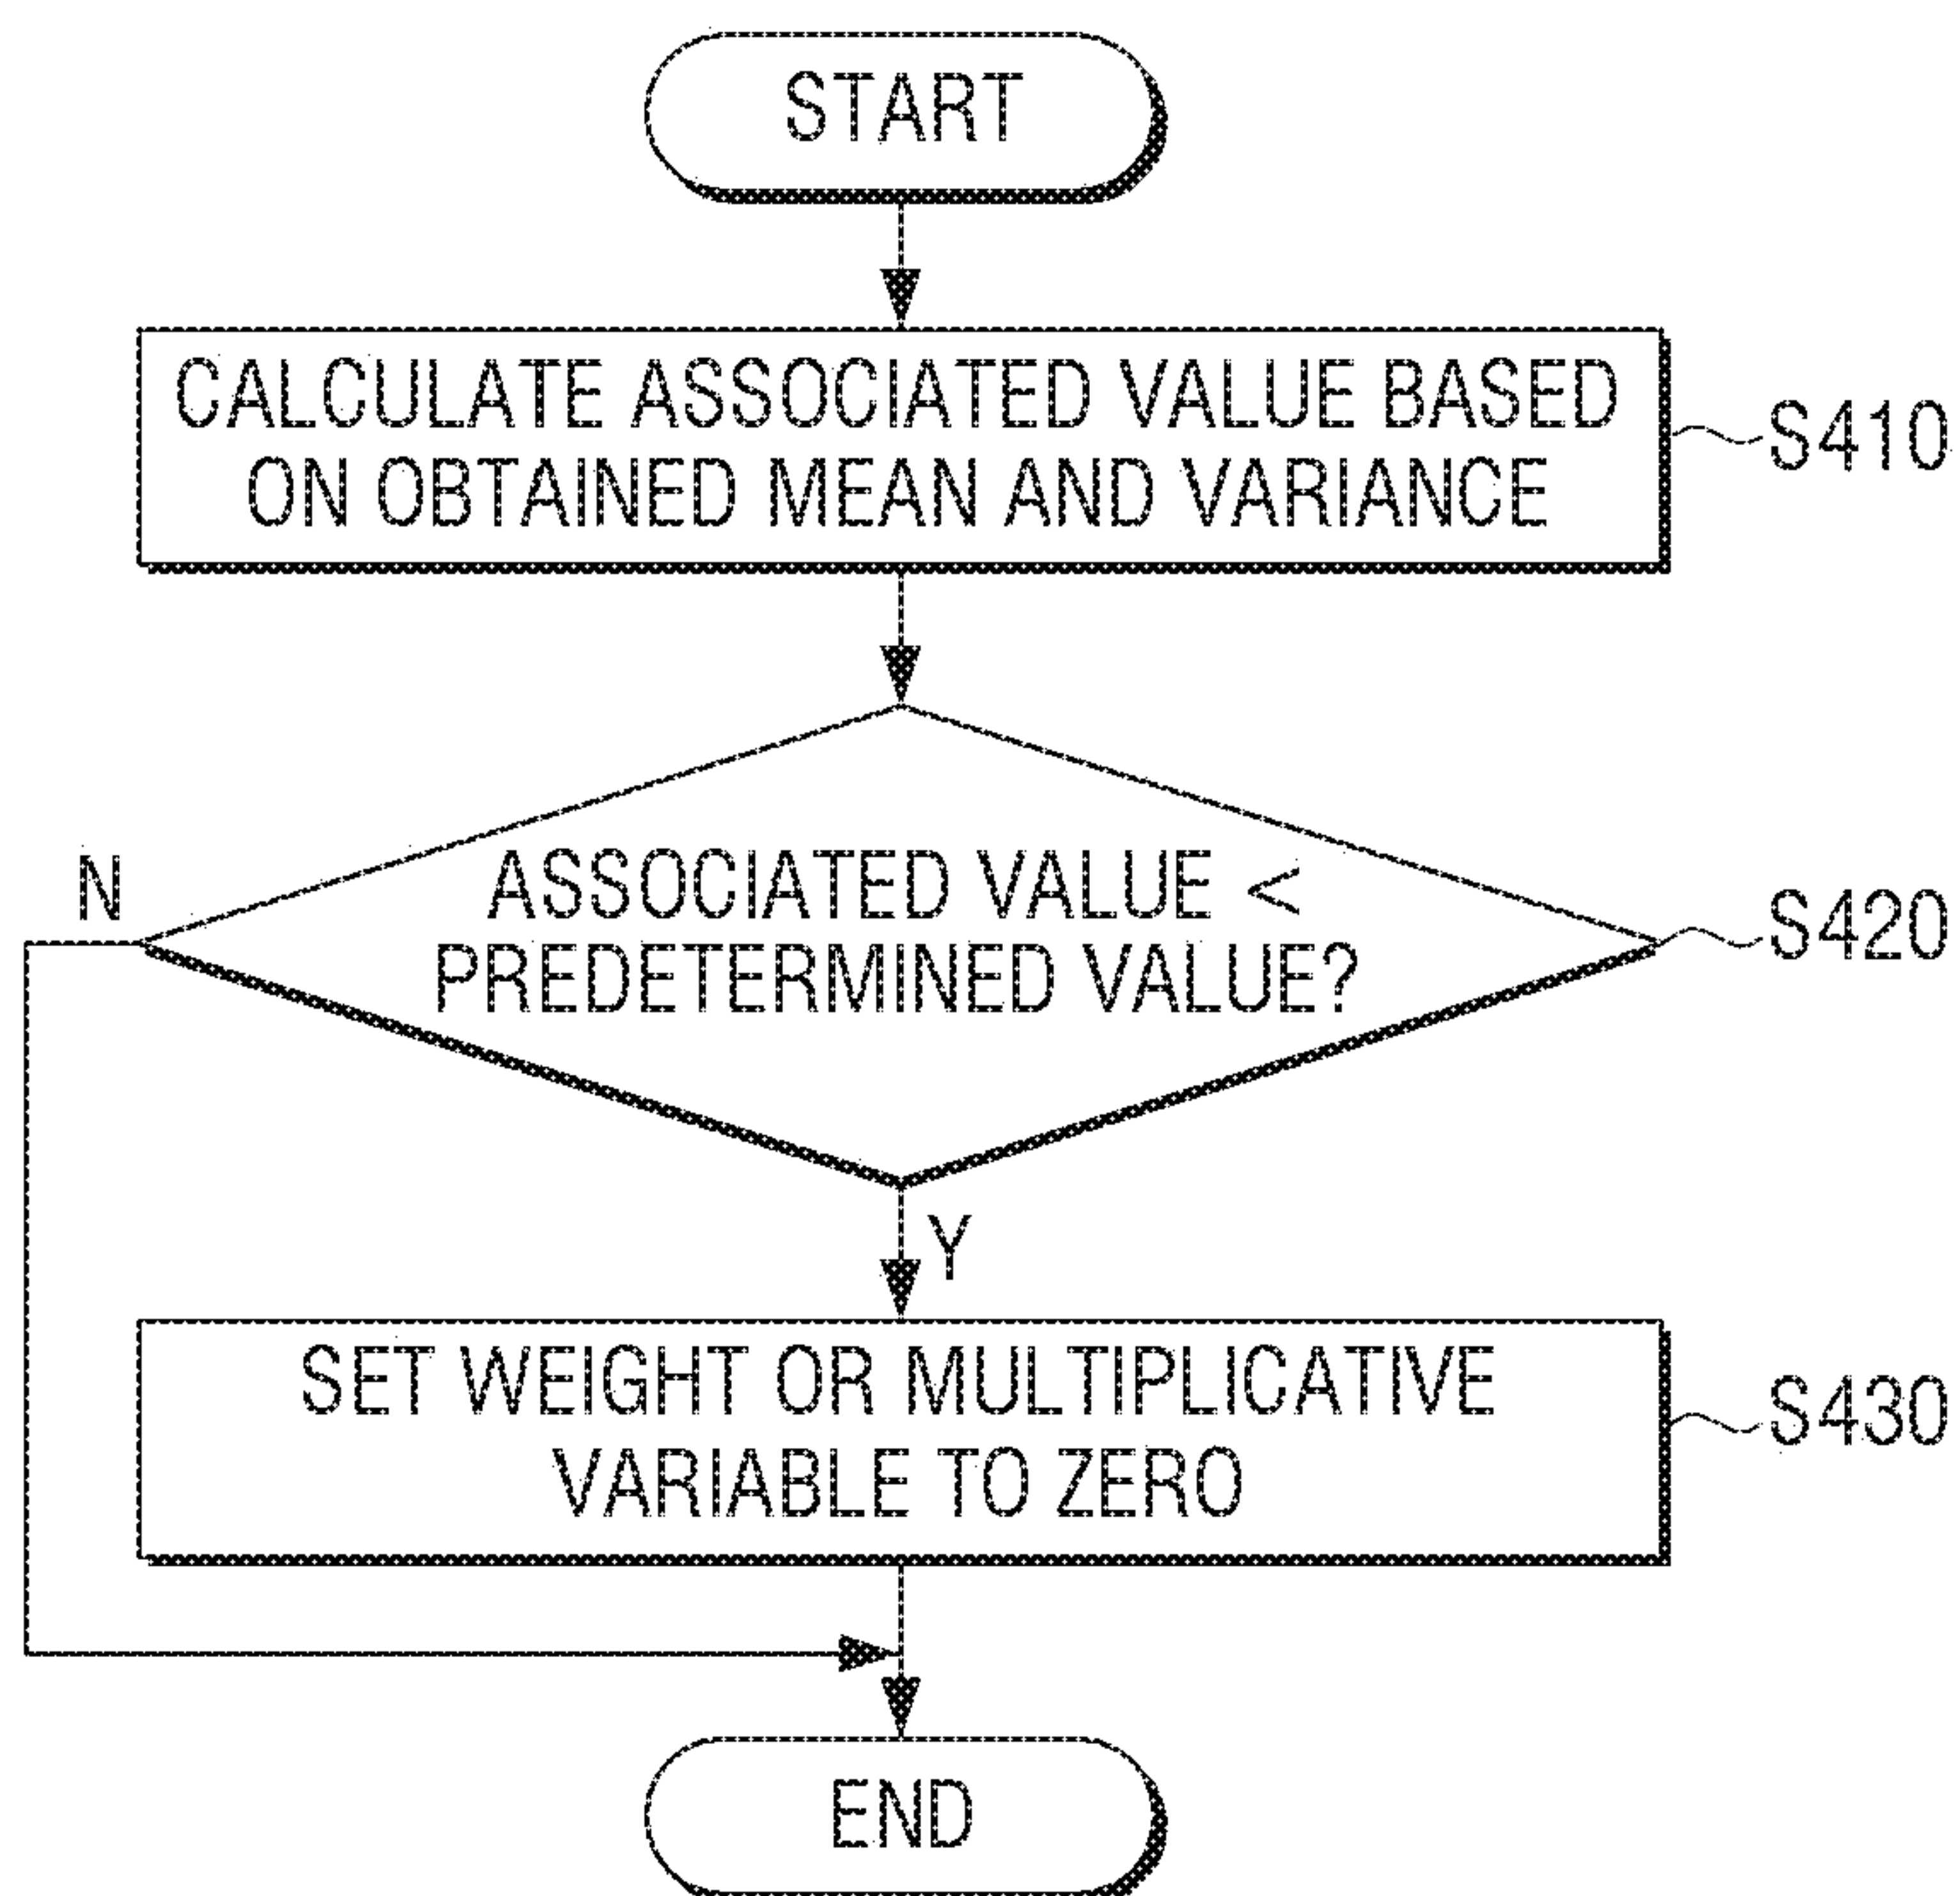 START
CALCULATE ASSOCIATED VALUE BASED
ON OBTAINED MEAN AND VARIANCE
S410
N
ASSOCIATED VALUE <
PREDETERMINED VALUE?
S420
Y
SET WEIGHT OR MULTIPLICATIVE
VARIABLE TO ZERO
S430
END